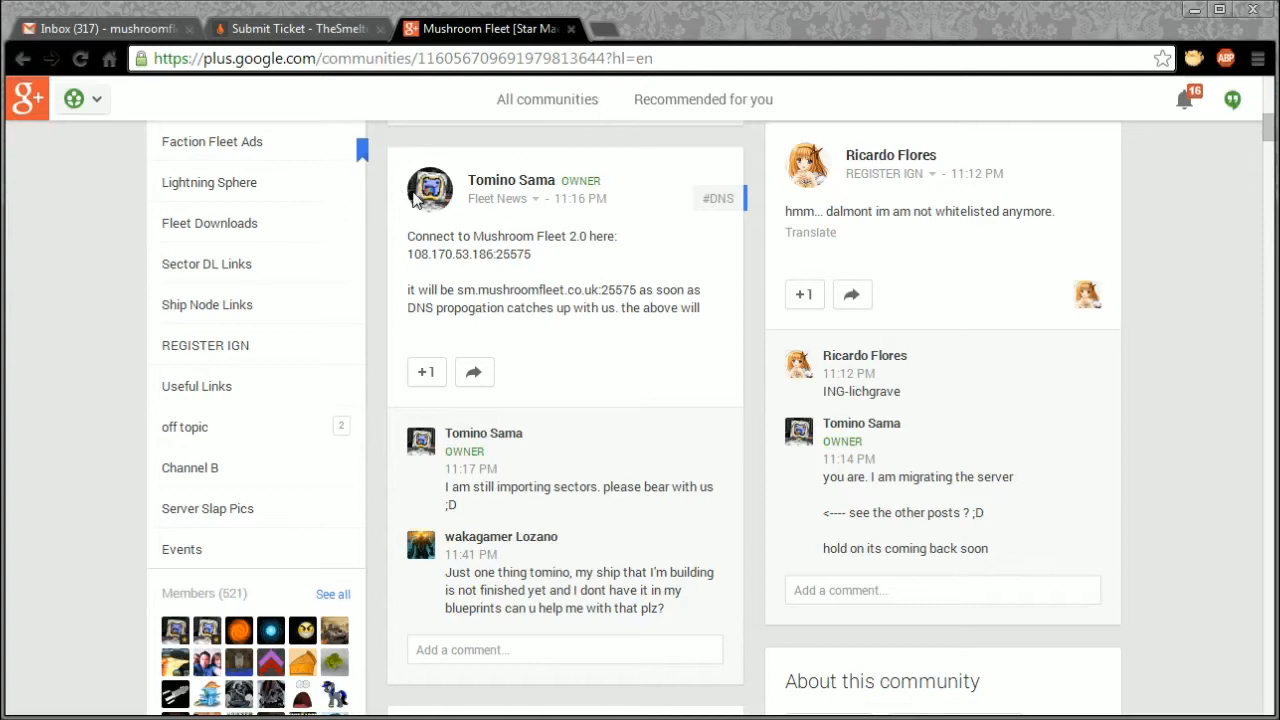 Inbox (317) - mushroomfl
Submit Ticket - TheSmelt
Mushroom Fleet [Star Ma
https://plus.google.com/communities/116056709691979813644?hl=en
ABP
g+
All communities
Recommended for you
16
Faction Fleet Ads
Lightning Sphere
Fleet Downloads
Sector DL Links
Ship Node Links
REGISTER IGN
Useful Links
off topic
2
Channel B
Server Slap Pics
Events
Members (521)
See all
Tomino Sama OWNER
Fleet News - 11:16 PM
#DNS
Connect to Mushroom Fleet 2.0 here:
108.170.53.186:25575
it will be sm.mushroomfleet.co.uk:25575 as soon as
DNS propogation catches up with us. the above will
+1
Tomino Sama
OWNER
11:17 PM
I am still importing sectors. please bear with us
;D
wakagamer Lozano
11:41 PM
Just one thing tomino, my ship that I'm building
is not finished yet and I dont have it in my
blueprints can u help me with that plz?
Add a comment...
Ricardo Flores
REGISTER IGN - 11:12 PM
hmm... dalmont im am not whitelisted anymore.
Translate
+1
Ricardo Flores
11:12 PM
ING-lichgrave
Tomino Sama
OWNER
11:14 PM
you are. I am migrating the server
<---- see the other posts ? ;D
hold on its coming back soon
Add a comment...
About this community